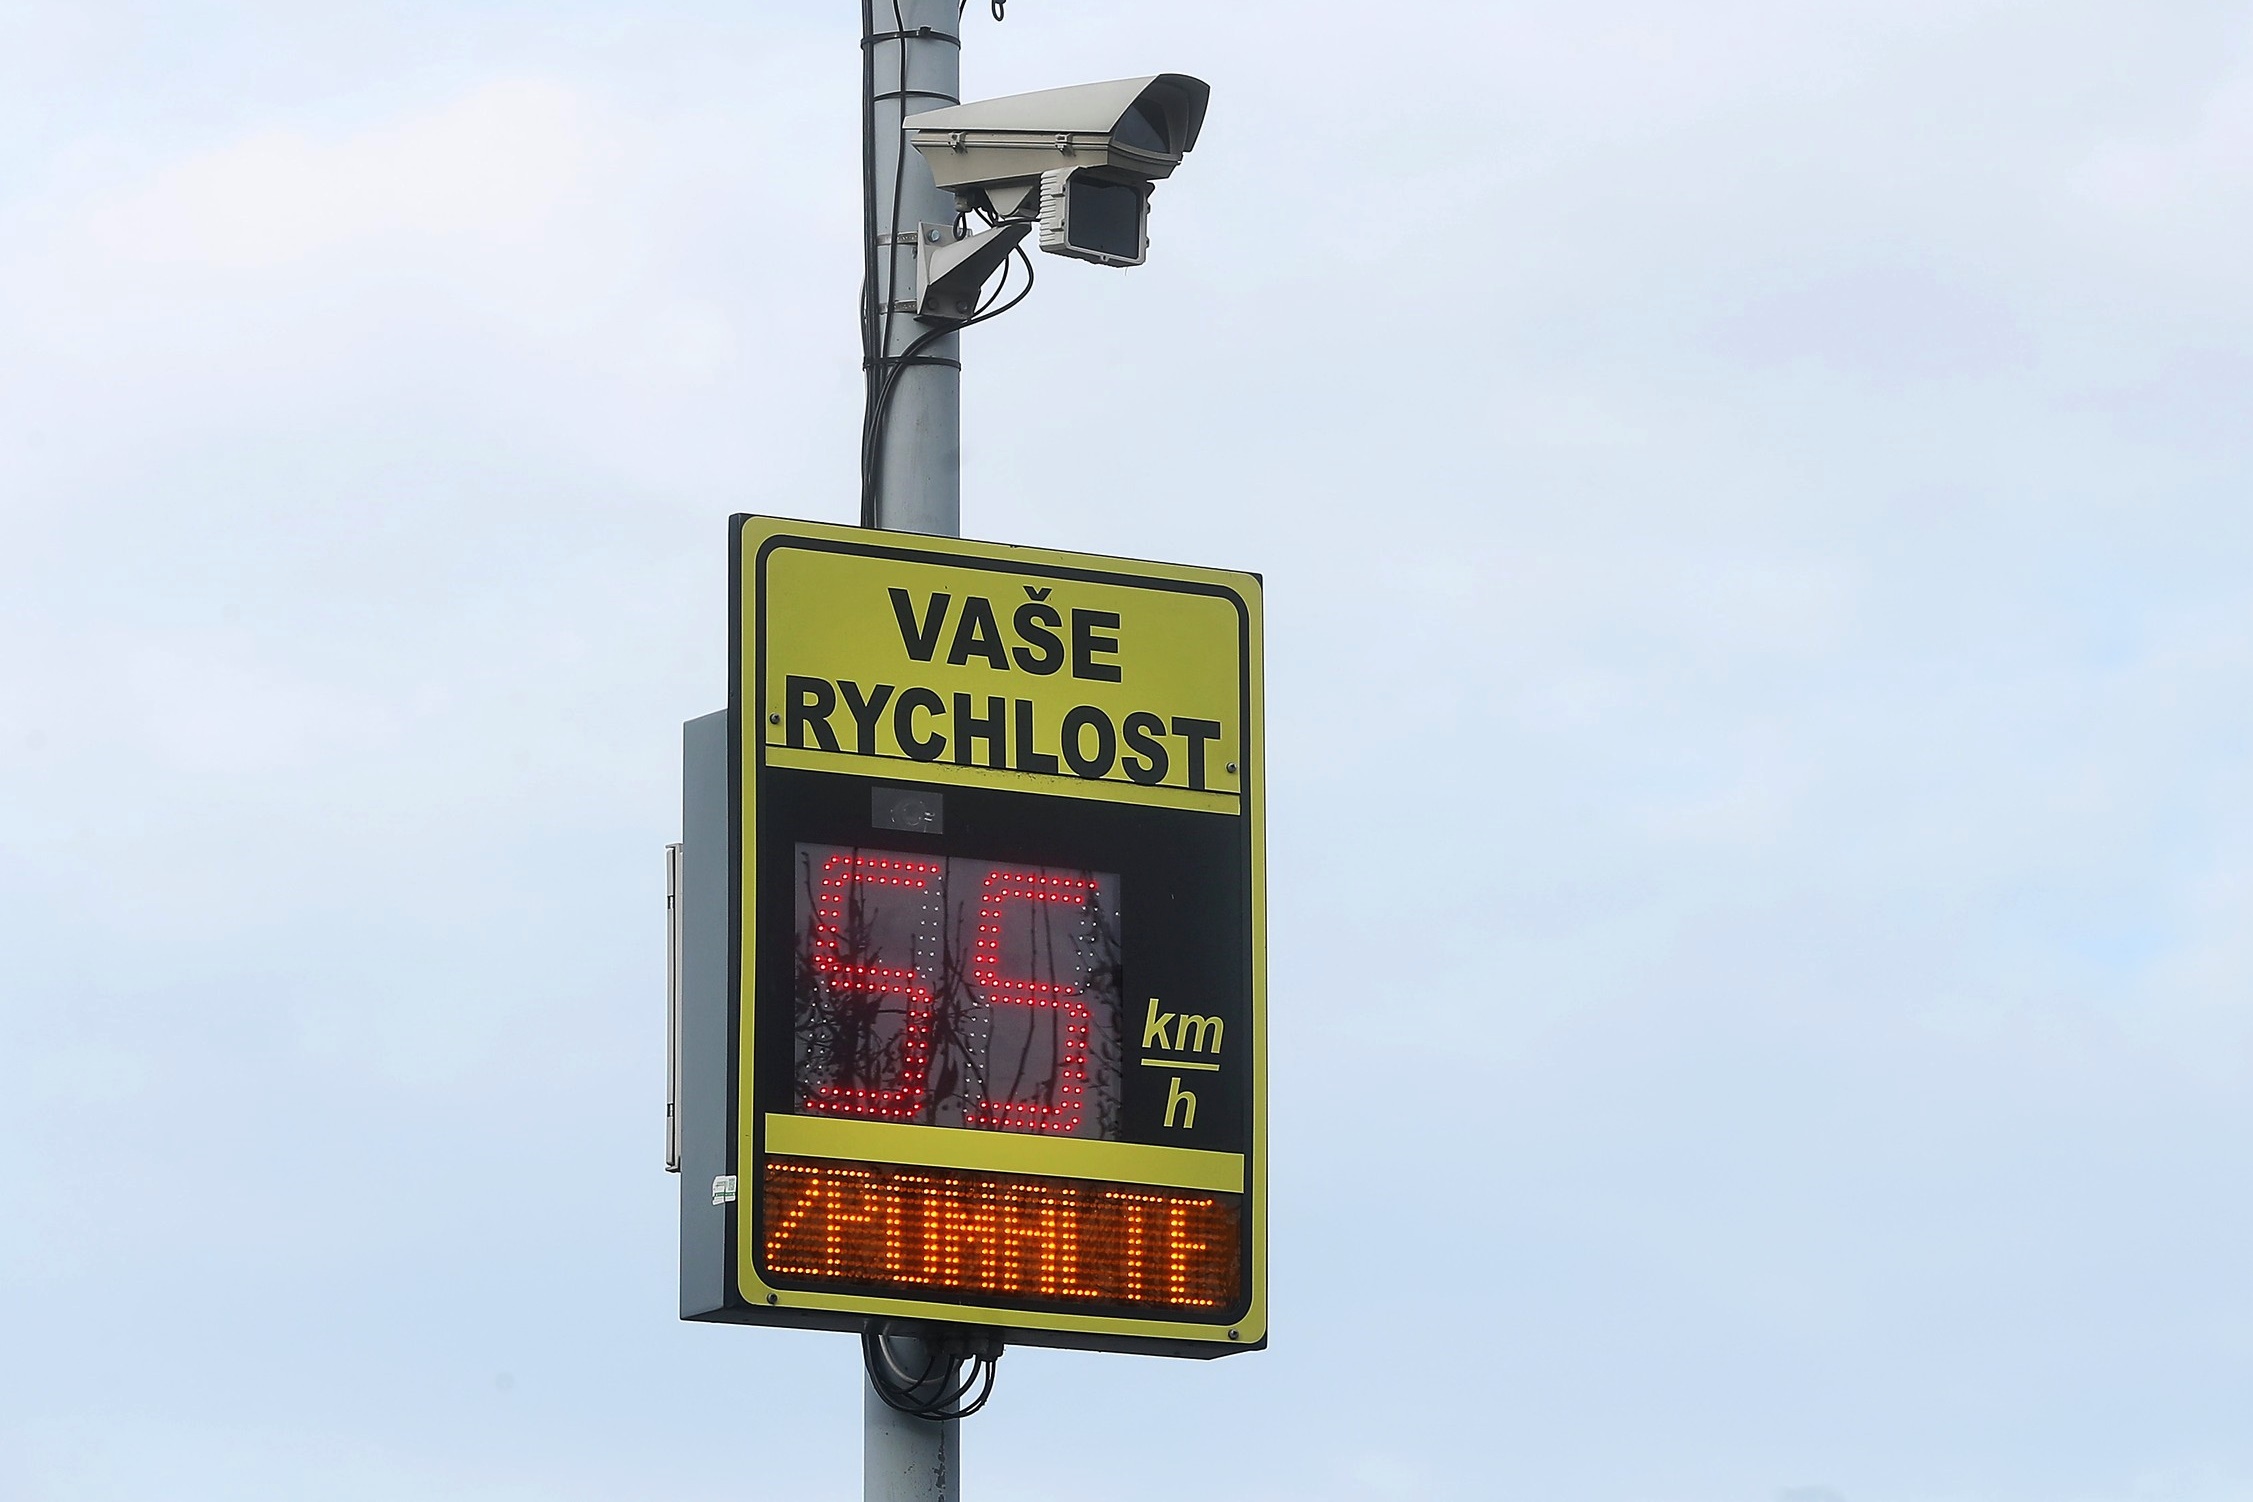 VAŠE
RYCHLOST
55
km
h
ZPOMALTE